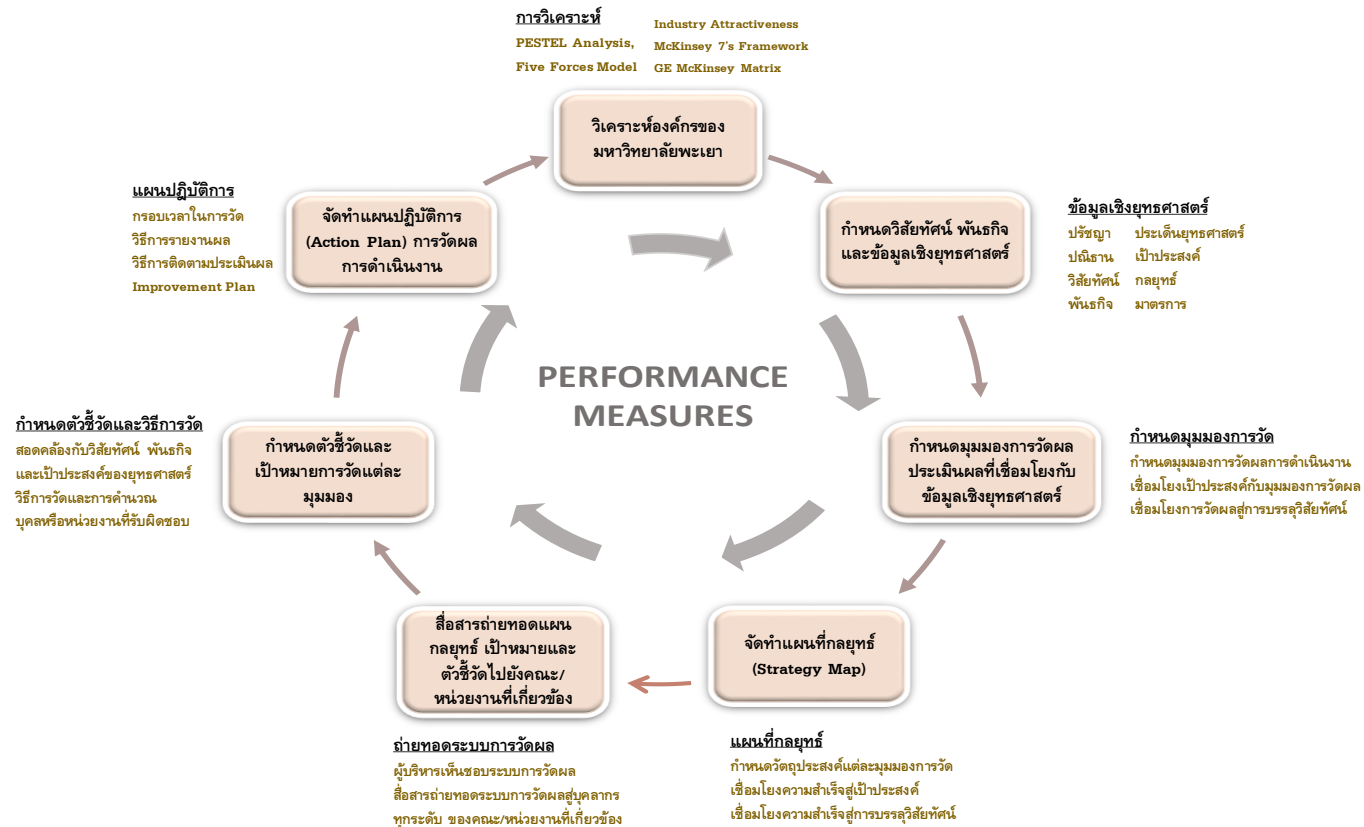 การวิเคราะห์
PESTEL Analysis,
Five Forces Model
Industry Attractiveness
McKinsey 7's Framework
GE McKinsey Matrix
วิเคราะห์องค์กรของ
มหาวิทยาลัยพะเยา
กำหนดวิสัยทัศน์ พันธกิจ
และข้อมูลเชิงยุทธศาสตร์
ข้อมูลเชิงยุทธศาสตร์
ปรัชญา ประเด็นยุทธศาสตร์
ปณิธาน เป้าประสงค์
วิสัยทัศน์ กลยุทธ์
พันธกิจ มาตรการ
กำหนดมุมมองการวัดผล
ประเมินผลที่เชื่อมโยงกับ
ข้อมูลเชิงยุทธศาสตร์
กำหนดมุมมองการวัด
กำหนดมุมมองการวัดผลการดำเนินงาน
เชื่อมโยงเป้าประสงค์กับมุมมองการวัดผล
เชื่อมโยงการวัดผลสู่การบรรลุวิสัยทัศน์
จัดทำแผนที่กลยุทธ์
(Strategy Map)
แผนที่กลยุทธ์
กำหนดวัตถุประสงค์แต่ละมุมมองการวัด
เชื่อมโยงความสำเร็จสู่เป้าประสงค์
เชื่อมโยงความสำเร็จสู่การบรรลุวิสัยทัศน์
สื่อสารถ่ายทอดแผน
กลยุทธ์ เป้าหมายและ
ตัวชี้วัดไปยังคณะ/
หน่วยงานที่เกี่ยวข้อง
ถ่ายทอดระบบการวัดผล
ผู้บริหารเห็นชอบระบบการวัดผล
สื่อสารถ่ายทอดระบบการวัดผลสู่บุคลากร
ทุกระดับ ของคณะ/หน่วยงานที่เกี่ยวข้อง
กำหนดตัวชี้วัดและ
เป้าหมายการวัดแต่ละ
มุมมอง
กำหนดตัวชี้วัดและวิธีการวัด
สอดคล้องกับวิสัยทัศน์ พันธกิจ
และเป้าประสงค์ของยุทธศาสตร์
วิธีการวัดและการคำนวณ
บุคลหรือหน่วยงานที่รับผิดชอบ
จัดทำแผนปฏิบัติการ
(Action Plan) การวัดผล
การดำเนินงาน
แผนปฏิบัติการ
กรอบเวลาในการวัด
วิธีการรายงานผล
วิธีการติดตามประเมินผล
Improvement Plan
PERFORMANCE
MEASURES